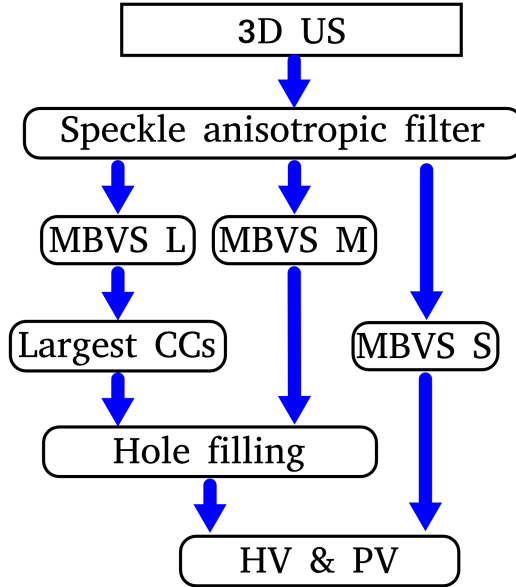 3D US
Speckle anisotropic filter
MBVS L
MBVS M
Largest CCs
MBVS S
Hole filling
HV & PV